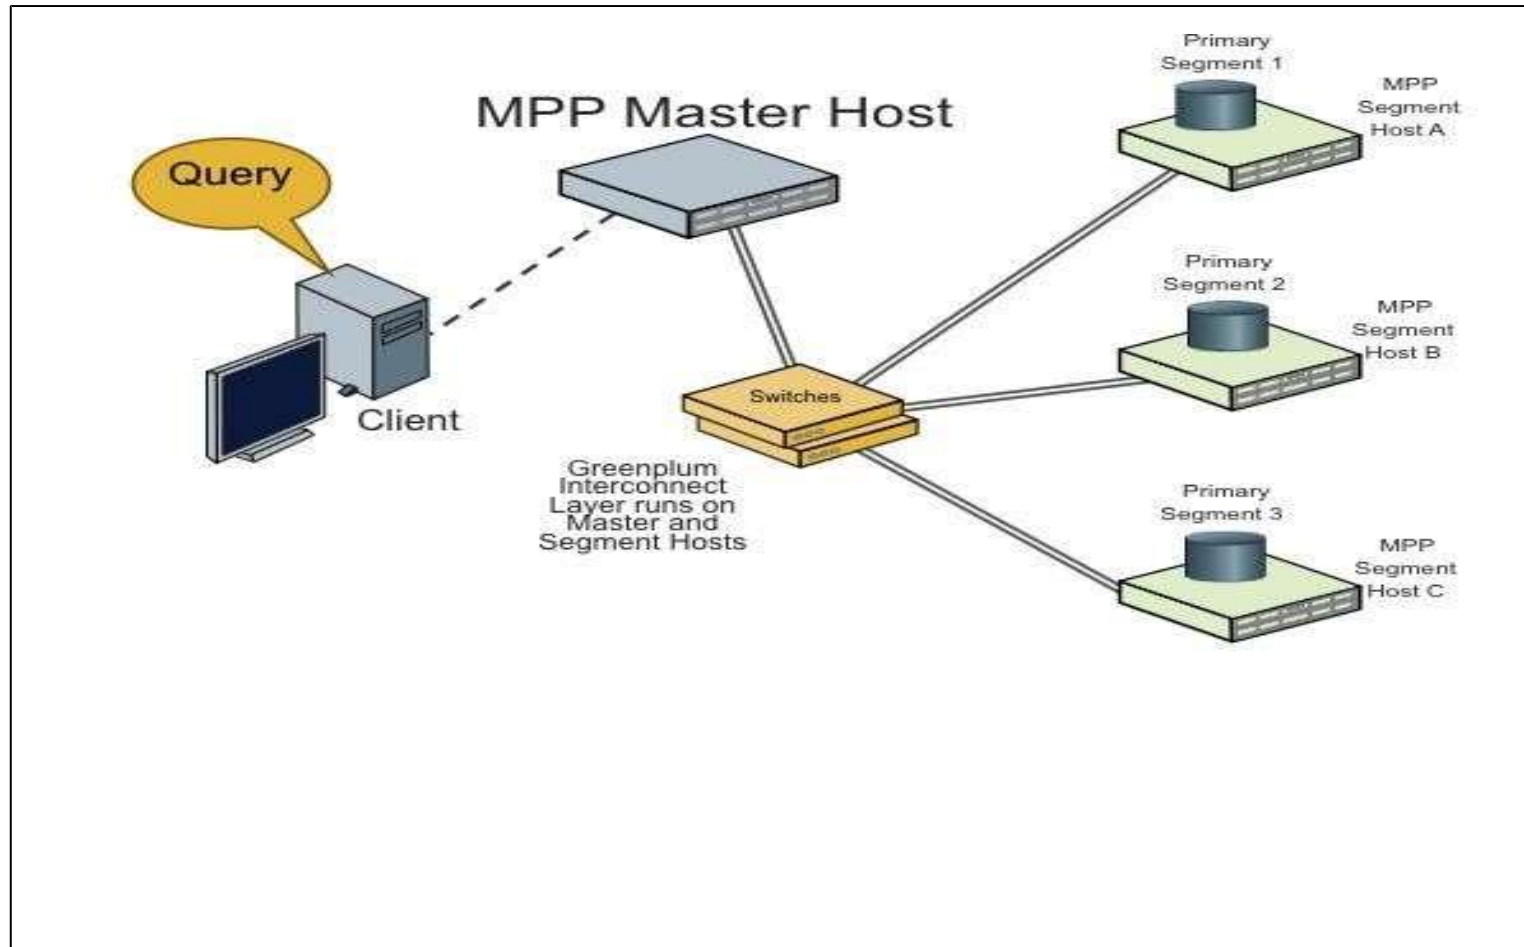 Primary
Segment 1
MPP
Segment
Host A
MPP Master Host
Query
Primary
Segment 2
MPP
Segment
Host B
Switches
Client
Greenplum
Interconnect
Layer runs on
Master and
Segment Hosts
Primary
Segment 3
MPP
Segment
Host C